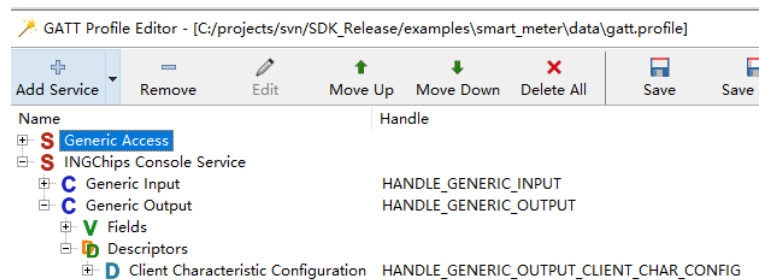 GATT Profile Editor - [C:/projects/svn/SDK_Release/examples\smart_meter\data\gatt.profile]
Add Service Remove Edit Move Up Move Down Delete All Save Save
Name Handle
S Generic Access
S INGChips Console Service
C Generic Input HANDLE_GENERIC_INPUT
C Generic Output HANDLE_GENERIC_OUTPUT
V Fields
D Descriptors
D Client Characteristic Configuration HANDLE_GENERIC_OUTPUT_CLIENT_CHAR_CONFIG